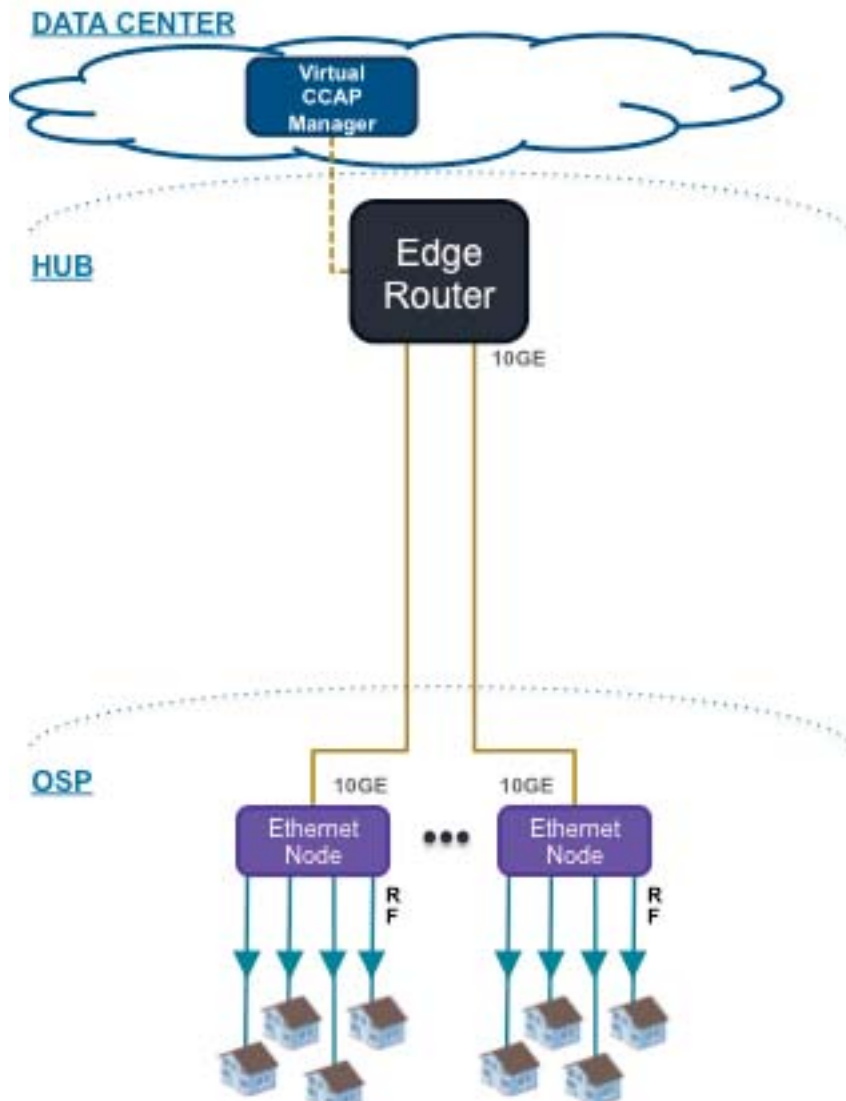 DATA CENTER
Virtual
CCAP
Manager
HUB
Edge
Router
10GE
OSP
10GE
10GE
Ethernet
Node
Ethernet
Node
R
F
R
F